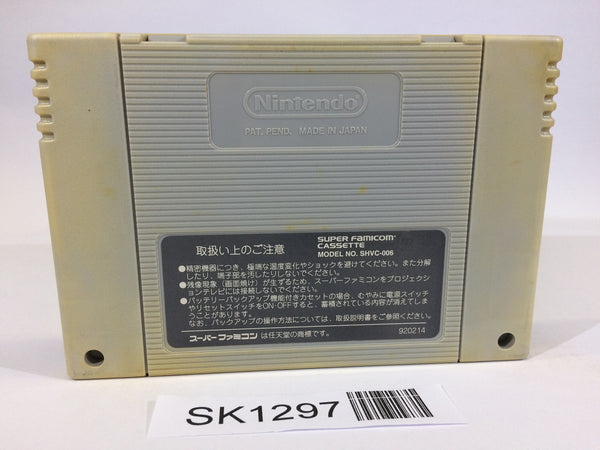 Nintendo
PAT. PEND. MADE IN JAPAN
取扱い上のご注意
SUPER FAMICOM
CASSETTE
MODEL NO. SHVC-006
●精密機器につき、極端な温度変化やショックを避けてください。また分解
したり、端子部を汚したりしないでください。
●残像現象（画面焼け）が生ずるため、スーパーファミコンをプロジェクシ
ョンテレビには接続しないでください。
●バッテリーバックアップ機能付きカセットの場合、むやみに電源スイッチ
やリセットスイッチをON・OFFすると、蓄積されている内容が消えてしま
うことがあります。
なお、バックアップの操作方法については、取扱説明書をご参照ください。
スーパーファミコン は任天堂の商標です。
920214
SK1297